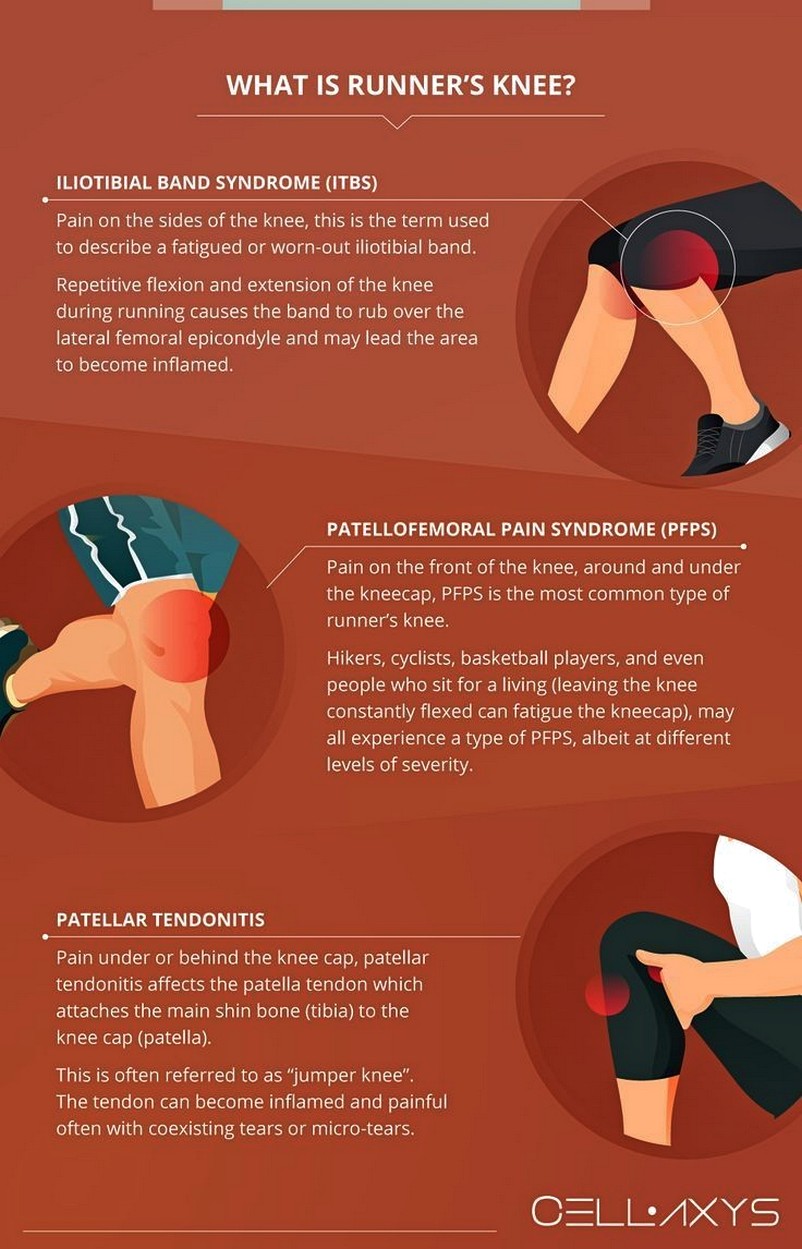 WHAT IS RUNNER'S KNEE?
ILIOTIBIAL BAND SYNDROME (ITBS)
Pain on the sides of the knee, this is the term used
to describe a fatigued or worn-out iliotibial band.
Repetitive flexion and extension of the knee
during running causes the band to rub over the
lateral femoral epicondyle and may lead the area
to become inflamed.
PATELLOFEMORAL PAIN SYNDROME (PFPS)
Pain on the front of the knee, around and under
the kneecap, PFPS is the most common type of
runner's knee.
Hikers, cyclists, basketball players, and even
people who sit for a living (leaving the knee
constantly flexed can fatigue the kneecap), may
all experience a type of PFPS, albeit at different
levels of severity.
PATELLAR TENDONITIS
Pain under or behind the knee cap, patellar
tendonitis affects the patella tendon which
attaches the main shin bone (tibia) to the
knee cap (patella).
This is often referred to as “jumper knee”.
The tendon can become inflamed and painful
often with coexisting tears or micro-tears.
CELL•AXYS